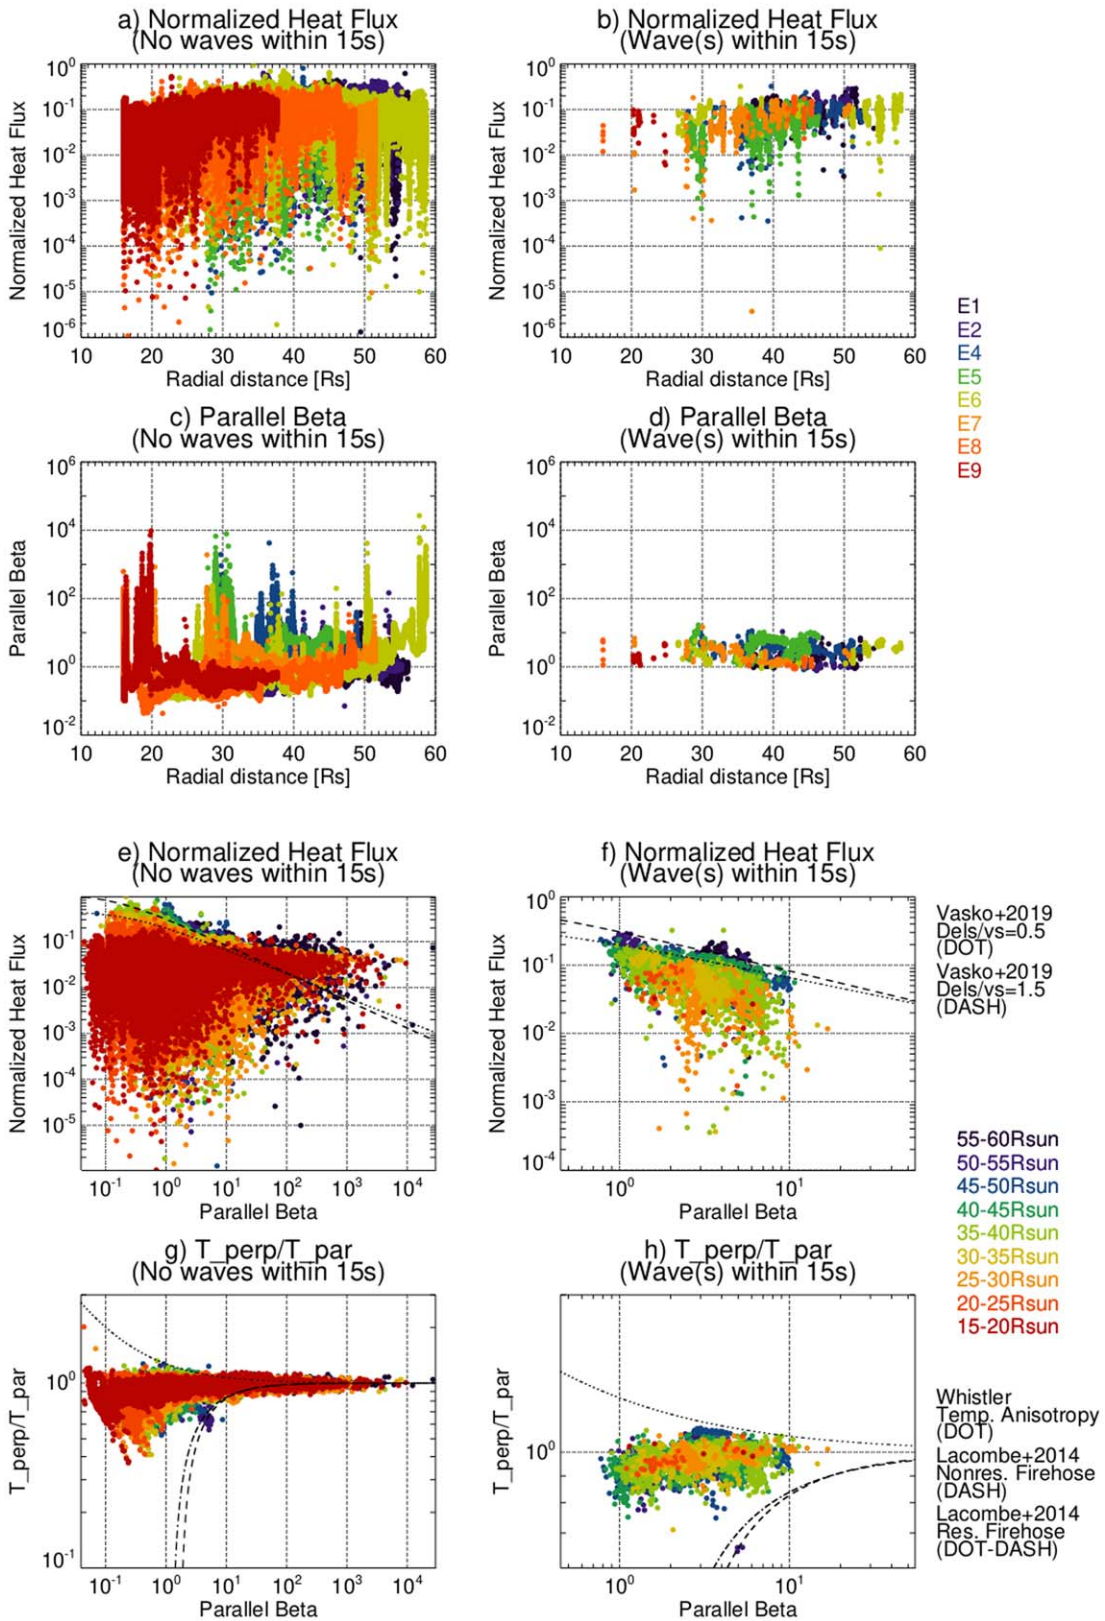 a) Normalized Heat Flux
(No waves within 15s)
b) Normalized Heat Flux
(Wave(s) within 15s)
Normalized Heat Flux
10^0
10^-1
10^-2
10^-3
10^-4
10^-5
10^-6
10 20 30 40 50 60
Radial distance [Rs]
Normalized Heat Flux
10^0
10^-1
10^-2
10^-3
10^-4
10^-5
10^-6
10 20 30 40 50 60
Radial distance [Rs]
E1
E2
E4
E5
E6
E7
E8
E9
c) Parallel Beta
(No waves within 15s)
d) Parallel Beta
(Wave(s) within 15s)
Parallel Beta
10^6
10^4
10^2
10^0
10^-2
10 20 30 40 50 60
Radial distance [Rs]
Parallel Beta
10^6
10^4
10^2
10^0
10^-2
10 20 30 40 50 60
Radial distance [Rs]
e) Normalized Heat Flux
(No waves within 15s)
f) Normalized Heat Flux
(Wave(s) within 15s)
Normalized Heat Flux
10^-1
10^-2
10^-3
10^-4
10^-5
10^-1 10^0 10^1 10^2 10^3 10^4
Parallel Beta
Normalized Heat Flux
10^0
10^-1
10^-2
10^-3
10^-4
10^0 10^1
Parallel Beta
Vasko+2019
Dels/vs=0.5
(DOT)
Vasko+2019
Dels/vs=1.5
(DASH)
55-60Rsun
50-55Rsun
45-50Rsun
40-45Rsun
35-40Rsun
30-35Rsun
25-30Rsun
20-25Rsun
15-20Rsun
g) T_perp/T_par
(No waves within 15s)
h) T_perp/T_par
(Wave(s) within 15s)
T_perp/T_par
10^0
10^-1
10^-1 10^0 10^1 10^2 10^3 10^4
Parallel Beta
T_perp/T_par
10^0
10^0 10^1
Parallel Beta
Whistler
Temp. Anisotropy
(DOT)
Lacombe+2014
Nonres. Firehose
(DASH)
Lacombe+2014
Res. Firehose
(DOT-DASH)